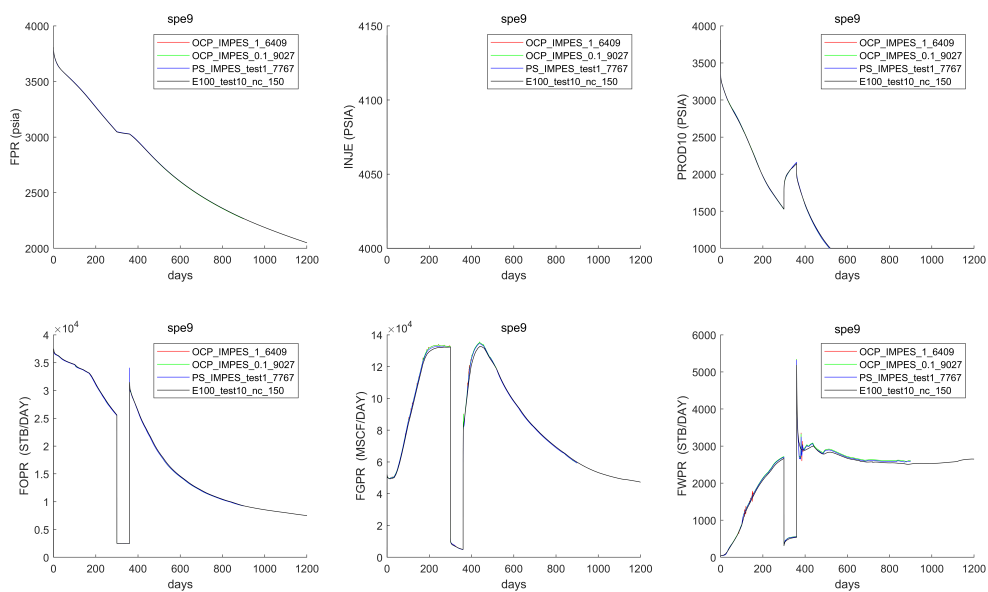 spe9
4000
3500
3000
2500
2000
FPR (psia)
0 200 400 600 800 1000 1200
days
OCP_IMPES_1_6409
OCP_IMPES_0.1_9027
PS_IMPES_test1_7767
E100_test10_nc_150
spe9
4150
4100
4050
4000
INJE (PSIA)
0 200 400 600 800 1000 1200
days
OCP_IMPES_1_6409
OCP_IMPES_0.1_9027
PS_IMPES_test1_7767
E100_test10_nc_150
spe9
4000
3500
3000
2500
2000
1500
1000
PROD10 (PSIA)
0 200 400 600 800 1000 1200
days
OCP_IMPES_1_6409
OCP_IMPES_0.1_9027
PS_IMPES_test1_7767
E100_test10_nc_150
spe9
×10⁴
4
3.5
3
2.5
2
1.5
1
0.5
0
FOPR (STB/DAY)
0 200 400 600 800 1000 1200
days
OCP_IMPES_1_6409
OCP_IMPES_0.1_9027
PS_IMPES_test1_7767
E100_test10_nc_150
spe9
×10⁴
14
12
10
8
6
4
2
0
FGPR (MSCF/DAY)
0 200 400 600 800 1000 1200
days
OCP_IMPES_1_6409
OCP_IMPES_0.1_9027
PS_IMPES_test1_7767
E100_test10_nc_150
spe9
6000
5000
4000
3000
2000
1000
0
FWPR (STB/DAY)
0 200 400 600 800 1000 1200
days
OCP_IMPES_1_6409
OCP_IMPES_0.1_9027
PS_IMPES_test1_7767
E100_test10_nc_150